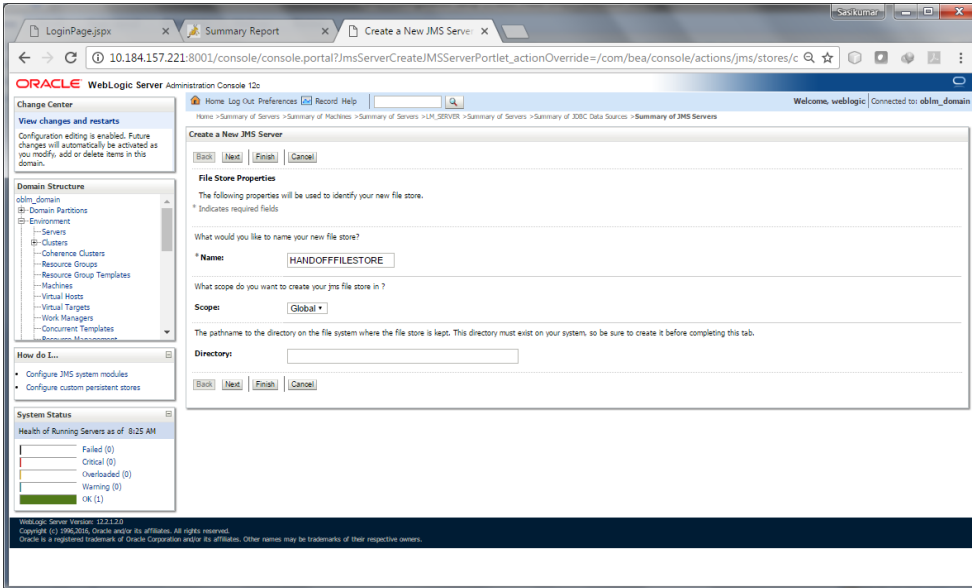 Sasikumar
LoginPage.jspx
Summary Report
Create a New JMS Server
10.184.157.221:8001/console/console.portal?JmsServerCreateJMSServerPortlet_actionOverride=/com/bea/console/actions/jms/stores/c
ORACLE WebLogic Server Administration Console 12c
Change Center
View changes and restarts
Configuration editing is enabled. Future
changes will automatically be activated as
you modify, add or delete items in this
domain.
Domain Structure
oblm_domain
Domain Partitions
Environment
Servers
Clusters
Coherence Clusters
Resource Groups
Resource Group Templates
Machines
Virtual Hosts
Virtual Targets
Work Managers
Concurrent Templates
Resource Management
How do I...
Configure JMS system modules
Configure custom persistent stores
System Status
Health of Running Servers as of 8:25 AM
Failed (0)
Critical (0)
Overloaded (0)
Warning (0)
OK (1)
Home Log Out Preferences Record Help
Welcome, weblogic Connected to: oblm_domain
Home >Summary of Servers >Summary of Machines >Summary of Servers >LM_SERVER >Summary of Servers >Summary of JDBC Data Sources >Summary of JMS Servers
Create a New JMS Server
Back Next Finish Cancel
File Store Properties
The following properties will be used to identify your new file store.
* Indicates required fields
What would you like to name your new file store?
* Name: HANDOFFFILESTORE
What scope do you want to create your jms file store in ?
Scope: Global
The pathname to the directory on the file system where the file store is kept. This directory must exist on your system, so be sure to create it before completing this tab.
Directory:
Back Next Finish Cancel
WebLogic Server Version: 12.2.1.2.0
Copyright (c) 1996,2016, Oracle and/or its affiliates. All rights reserved.
Oracle is a registered trademark of Oracle Corporation and/or its affiliates. Other names may be trademarks of their respective owners.